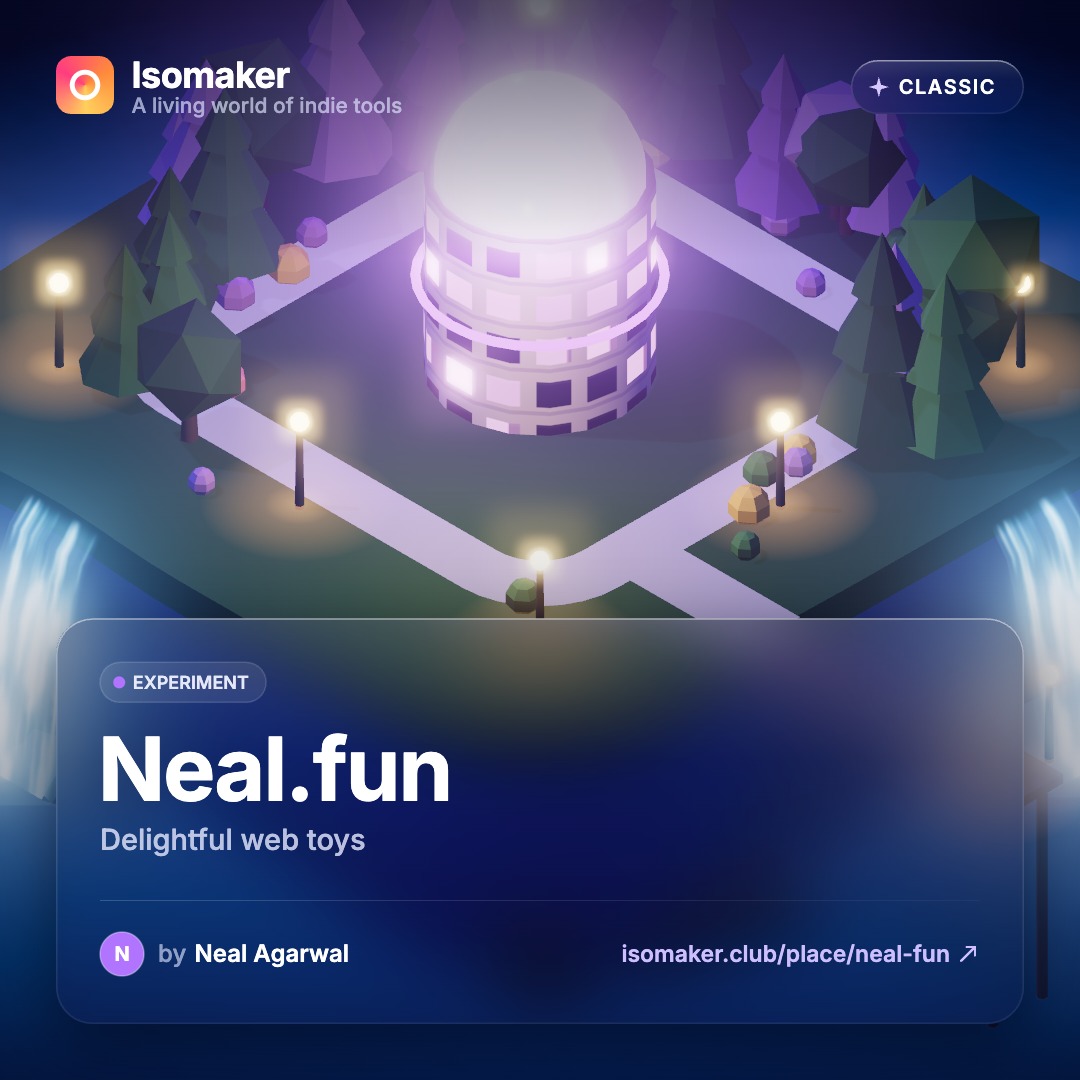 Isomaker
A living world of indie tools
CLASSIC
EXPERIMENT
Neal.fun
Delightful web toys
N by Neal Agarwal
isomaker.club/place/neal-fun ↗